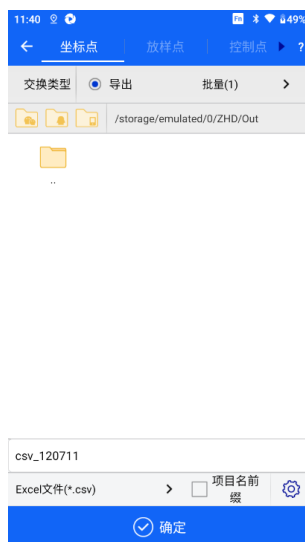 11:40 Fn 49%
坐标点 放样点 控制点 ?
交换类型 导出 批量(1)
/storage/emulated/0/ZHD/Out
..
csv_120711
Excel文件(*.csv) 项目名前
缀
确定